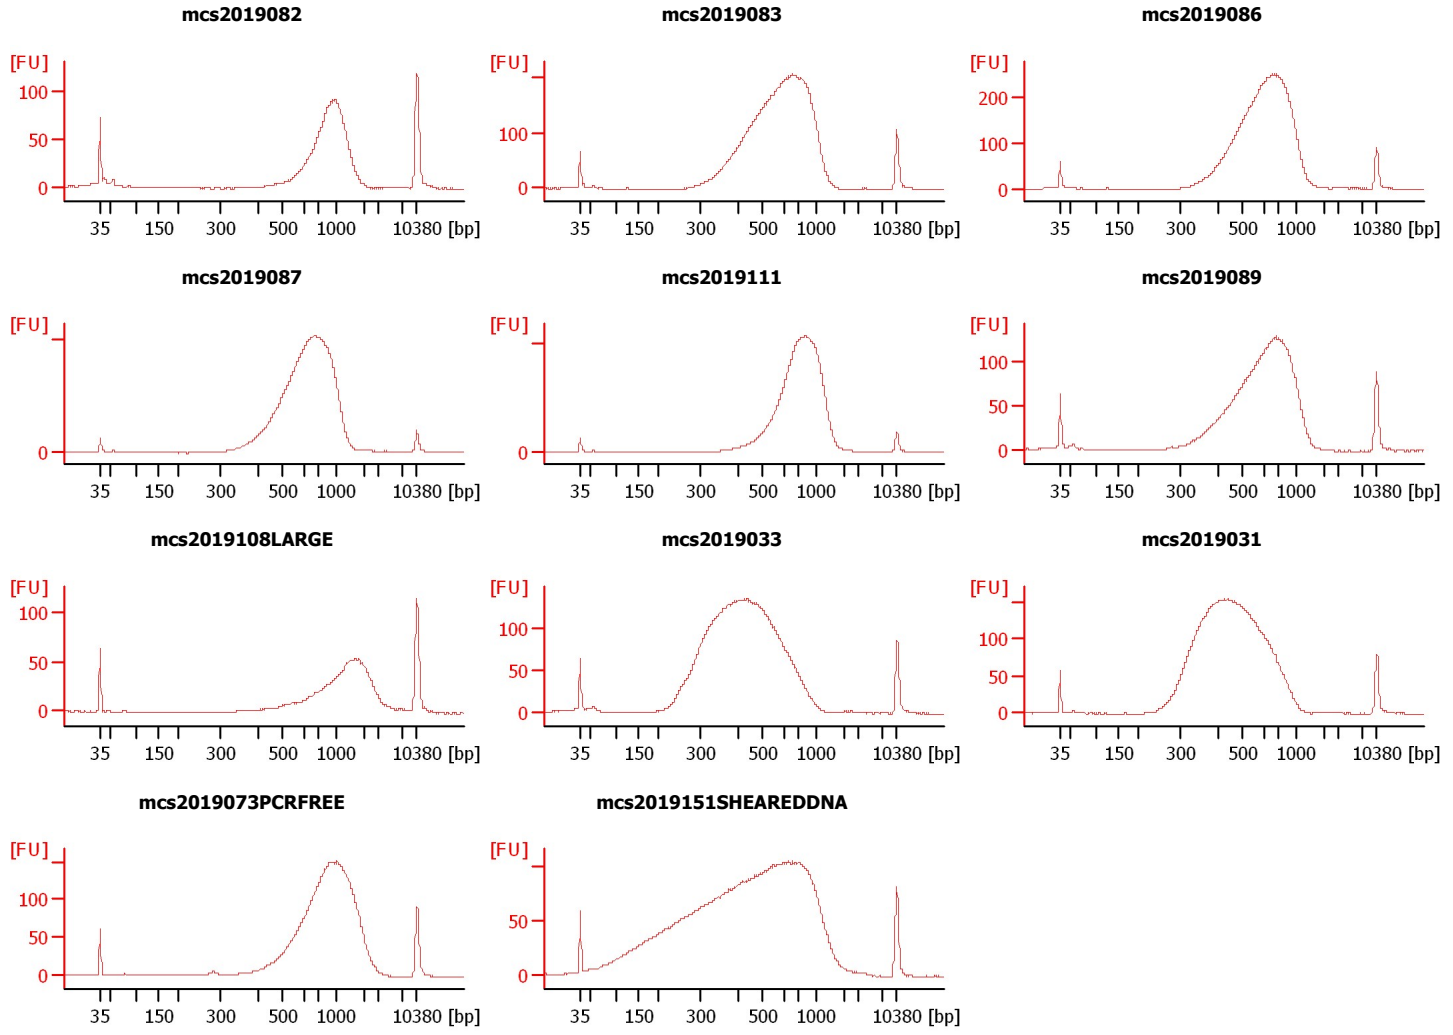 mcs2019082 mcs2019083 mcs2019086
[FU] [FU] [FU]
100 200
100
50 100
0 0 0
35 150 300 500 1000 10380 [bp] 35 150 300 500 1000 10380 [bp] 35 150 300 500 1000 10380 [bp]
mcs2019087 mcs2019111 mcs2019089
[FU] [FU] [FU]
100
50
0 0 0
35 150 300 500 1000 10380 [bp] 35 150 300 500 1000 10380 [bp] 35 150 300 500 1000 10380 [bp]
mcs2019108LARGE mcs2019033 mcs2019031
[FU] [FU] [FU]
100 100 100
50 50 50
0 0 0
35 150 300 500 1000 10380 [bp] 35 150 300 500 1000 10380 [bp] 35 150 300 500 1000 10380 [bp]
mcs2019073PCRFREE mcs2019151SHEAREDDNA
[FU] [FU]
100
50 50
0 0
35 150 300 500 1000 10380 [bp] 35 150 300 500 1000 10380 [bp]